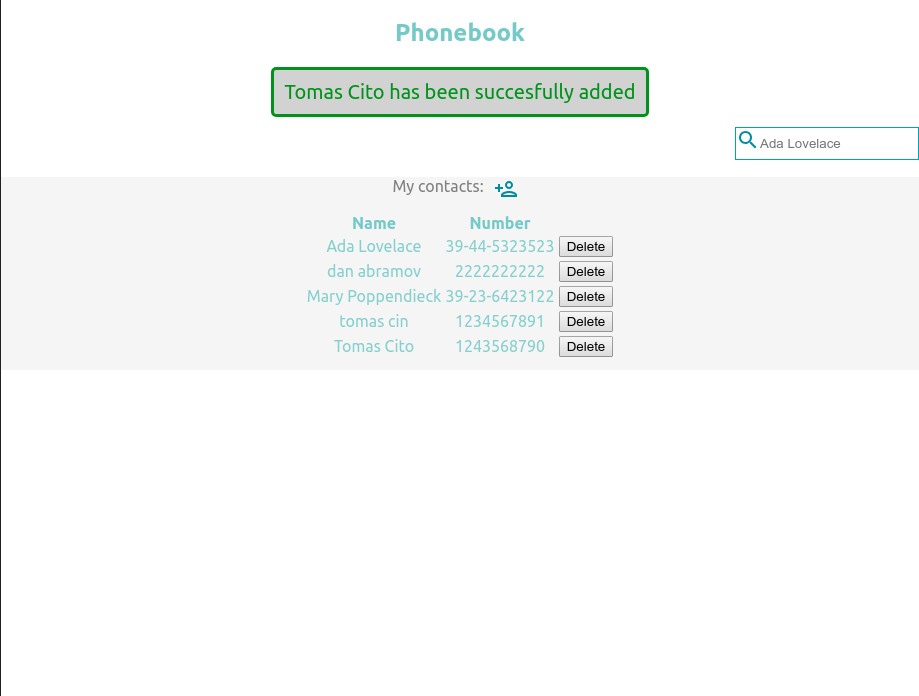 Phonebook
Tomas Cito has been succesfully added
Ada Lovelace
My contacts:
Name Number
Ada Lovelace 39-44-5323523 Delete
dan abramov 2222222222 Delete
Mary Poppendieck 39-23-6423122 Delete
tomas cin 1234567891 Delete
Tomas Cito 1243568790 Delete